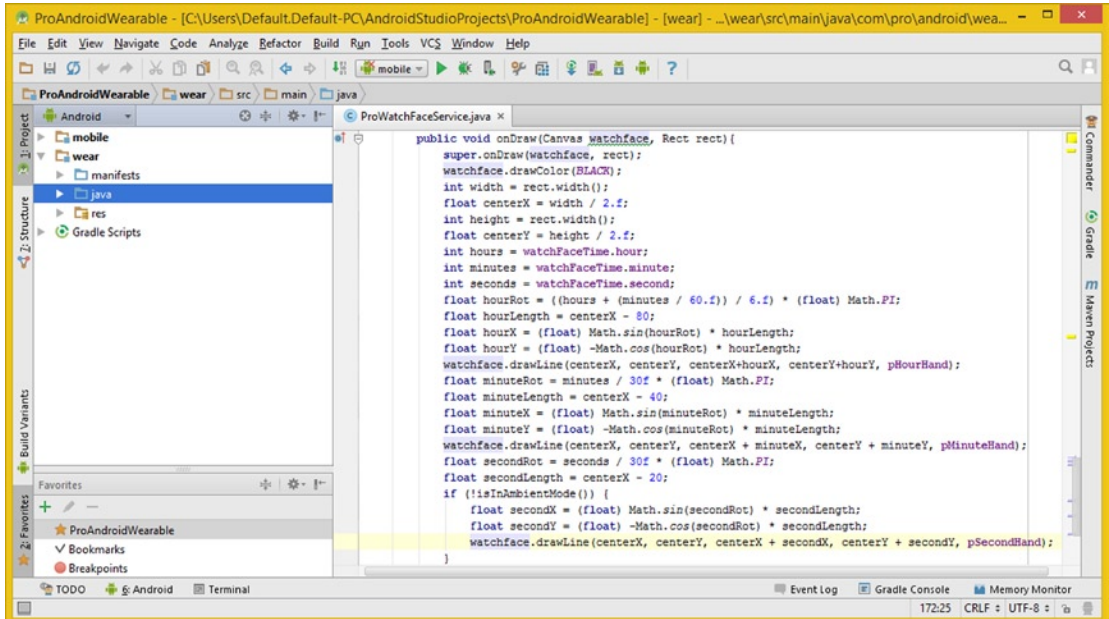 ProAndroidWearable - [C:\Users\Default.Default-PC\AndroidStudioProjects\ProAndroidWearable] - [wear] - ...\wear\src\main\java\com\pro\android\wea...
File Edit View Navigate Code Analyze Refactor Build Run Tools VCS Window Help
mobile
ProAndroidWearable wear src main java
Android
ProWatchFaceService.java
1: Project
2: Structure
Build Variants
2: Favorites
mobile
wear
manifests
java
res
Gradle Scripts
public void onDraw(Canvas watchface, Rect rect){
super.onDraw(watchface, rect);
watchface.drawColor(BLACK);
int width = rect.width();
float centerX = width / 2.f;
int height = rect.width();
float centerY = height / 2.f;
int hours = watchFaceTime.hour;
int minutes = watchFaceTime.minute;
int seconds = watchFaceTime.second;
float hourRot = ((hours + (minutes / 60.f)) / 6.f) * (float) Math.PI;
float hourLength = centerX - 80;
float hourX = (float) Math.sin(hourRot) * hourLength;
float hourY = (float) -Math.cos(hourRot) * hourLength;
watchface.drawLine(centerX, centerY, centerX+hourX, centerY+hourY, pHourHand);
float minuteRot = minutes / 30f * (float) Math.PI;
float minuteLength = centerX - 40;
float minuteX = (float) Math.sin(minuteRot) * minuteLength;
float minuteY = (float) -Math.cos(minuteRot) * minuteLength;
watchface.drawLine(centerX, centerY, centerX + minuteX, centerY + minuteY, pMinuteHand);
float secondRot = seconds / 30f * (float) Math.PI;
float secondLength = centerX - 20;
if (!isInAmbientMode()) {
float secondX = (float) Math.sin(secondRot) * secondLength;
float secondY = (float) -Math.cos(secondRot) * secondLength;
watchface.drawLine(centerX, centerY, centerX + secondX, centerY + secondY, pSecondHand);
}
Commander
Gradle
m Maven Projects
Favorites
ProAndroidWearable
Bookmarks
Breakpoints
TODO 6: Android Terminal Event Log Gradle Console Memory Monitor
172:25 CRLF UTF-8